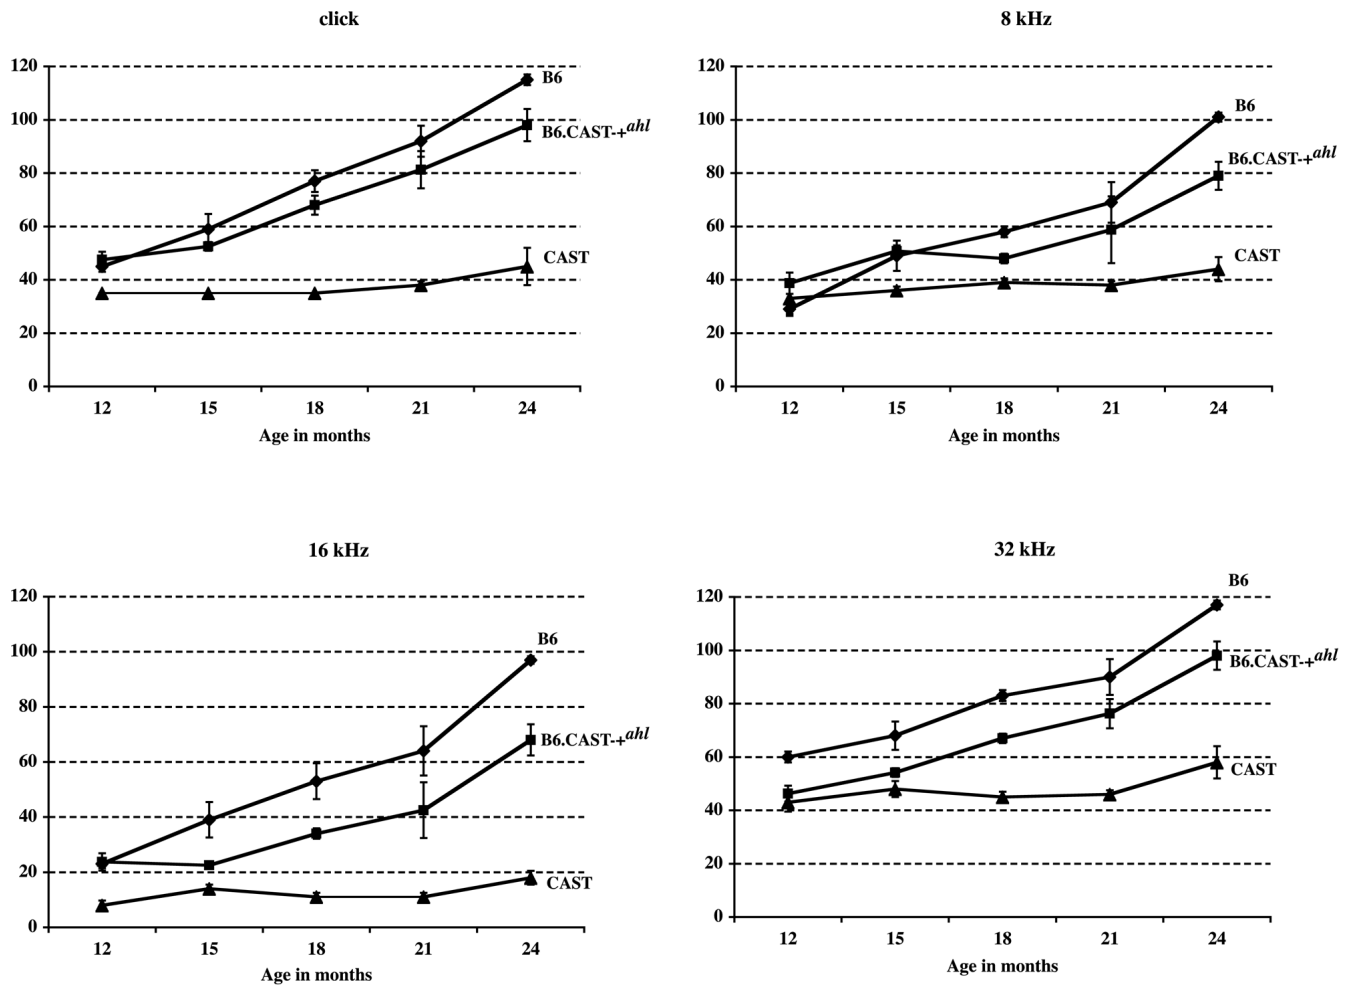 click
120
100
80
60
40
20
0
B6
B6.CAST-+ahl
CAST
12 15 18 21 24
Age in months
8 kHz
120
100
80
60
40
20
0
B6
B6.CAST-+ahl
CAST
12 15 18 21 24
Age in months
16 kHz
120
100
80
60
40
20
0
B6
B6.CAST-+ahl
CAST
12 15 18 21 24
Age in months
32 kHz
120
100
80
60
40
20
0
B6
B6.CAST-+ahl
CAST
12 15 18 21 24
Age in months